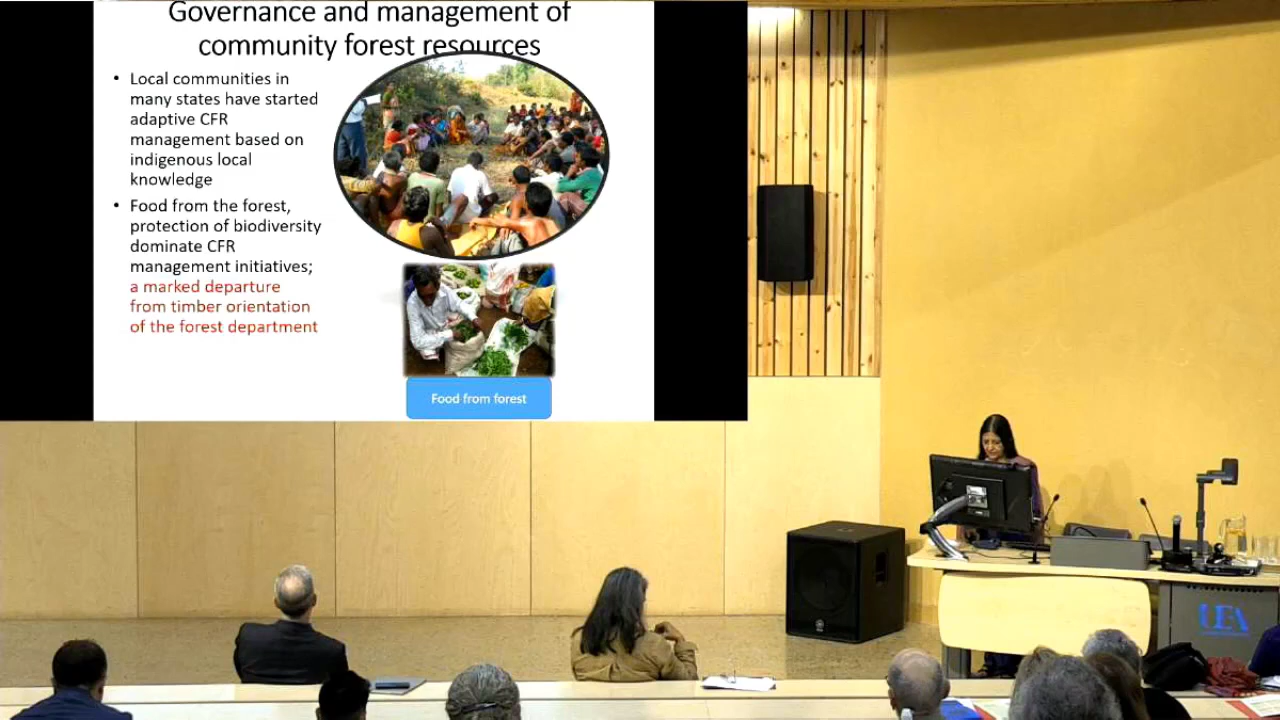 Governance and management of
community forest resources
• Local communities in
many states have started
adaptive CFR
management based on
indigenous local
knowledge
• Food from the forest,
protection of biodiversity
dominate CFR
management initiatives;
a marked departure
from timber orientation
of the forest department
Food from forest
UEA